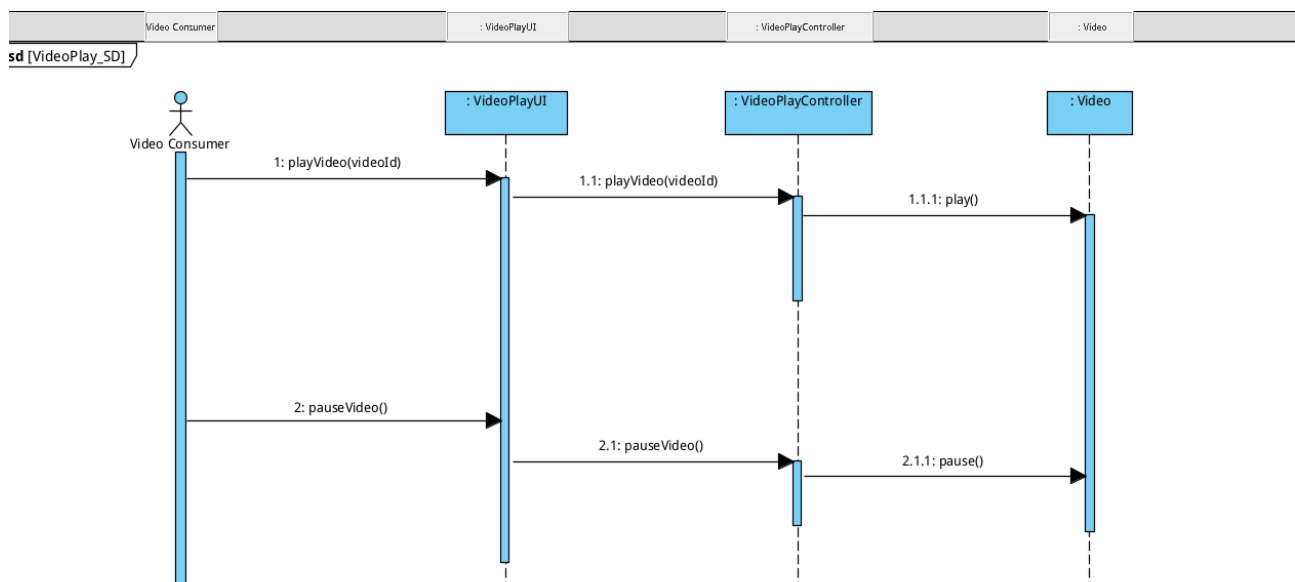 Video Consumer
: VideoPlayUI
: VideoPlayController
: Video
sd [VideoPlay_SD]
: VideoPlayUI
: VideoPlayController
: Video
Video Consumer
1: playVideo(videoId)
1.1: playVideo(videoId)
1.1.1: play()
2: pauseVideo()
2.1: pauseVideo()
2.1.1: pause()